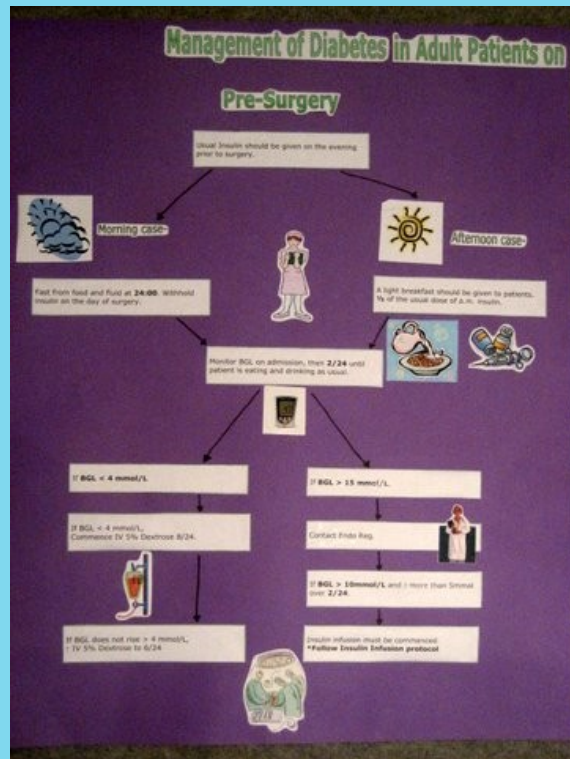 Management of Diabetes in Adult Patients on
Pre-Surgery
Usual Insulin should be given on the evening
prior to surgery.
Morning case-
Afternoon case-
Fast from food and fluid at 24:00. Withhold
insulin on the day of surgery.
A light breakfast should be given to patients.
½ of the usual dose of a.m. insulin.
Monitor BGL on admission, then 2/24 until
patient is eating and drinking as usual.
If BGL < 4 mmol/L
If BGL < 4 mmol/L,
Commence IV 5% Dextrose 8/24.
If BGL does not rise > 4 mmol/L,
↑ IV 5% Dextrose to 6/24
If BGL > 15 mmol/L
Contact Endo Reg.
If BGL > 10mmol/L and ↑ more than 5mmol
over 2/24
Insulin infusion must be commenced
*Follow Insulin Infusion protocol